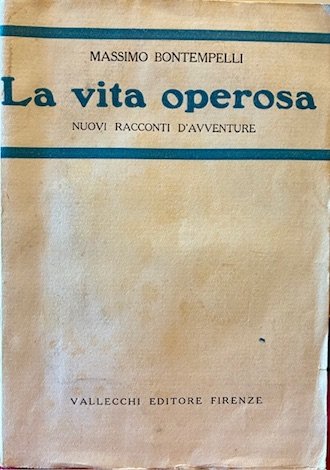 MASSIMO BONTEMPELLI
La vita operosa
NUOVI RACCONTI D'AVVENTURE
VALLECCHI EDITORE FIRENZE